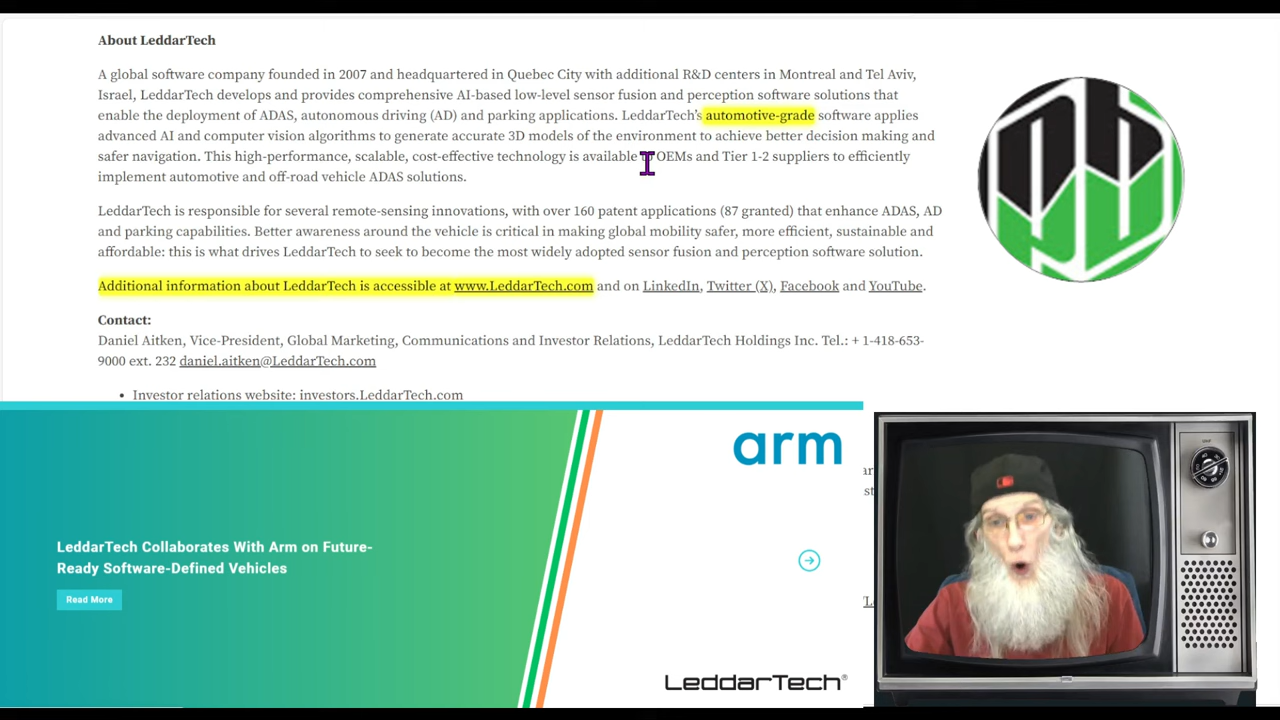 About LeddarTech
A global software company founded in 2007 and headquartered in Quebec City with additional R&D centers in Montreal and Tel Aviv,
Israel, LeddarTech develops and provides comprehensive AI-based low-level sensor fusion and perception software solutions that
enable the deployment of ADAS, autonomous driving (AD) and parking applications. LeddarTech's automotive-grade software applies
advanced AI and computer vision algorithms to generate accurate 3D models of the environment to achieve better decision making and
safer navigation. This high-performance, scalable, cost-effective technology is available to OEMs and Tier 1-2 suppliers to efficiently
implement automotive and off-road vehicle ADAS solutions.
LeddarTech is responsible for several remote-sensing innovations, with over 160 patent applications (87 granted) that enhance ADAS, AD
and parking capabilities. Better awareness around the vehicle is critical in making global mobility safer, more efficient, sustainable and
affordable: this is what drives LeddarTech to seek to become the most widely adopted sensor fusion and perception software solution.
Additional information about LeddarTech is accessible at www.LeddarTech.com and on LinkedIn, Twitter (X), Facebook and YouTube.
Contact:
Daniel Aitken, Vice-President, Global Marketing, Communications and Investor Relations, LeddarTech Holdings Inc. Tel.: + 1-418-653-
9000 ext. 232 daniel.aitken@LeddarTech.com
• Investor relations website: investors.LeddarTech.com
arm
LeddarTech Collaborates With Arm on Future-
Ready Software-Defined Vehicles
Read More
LeddarTech®